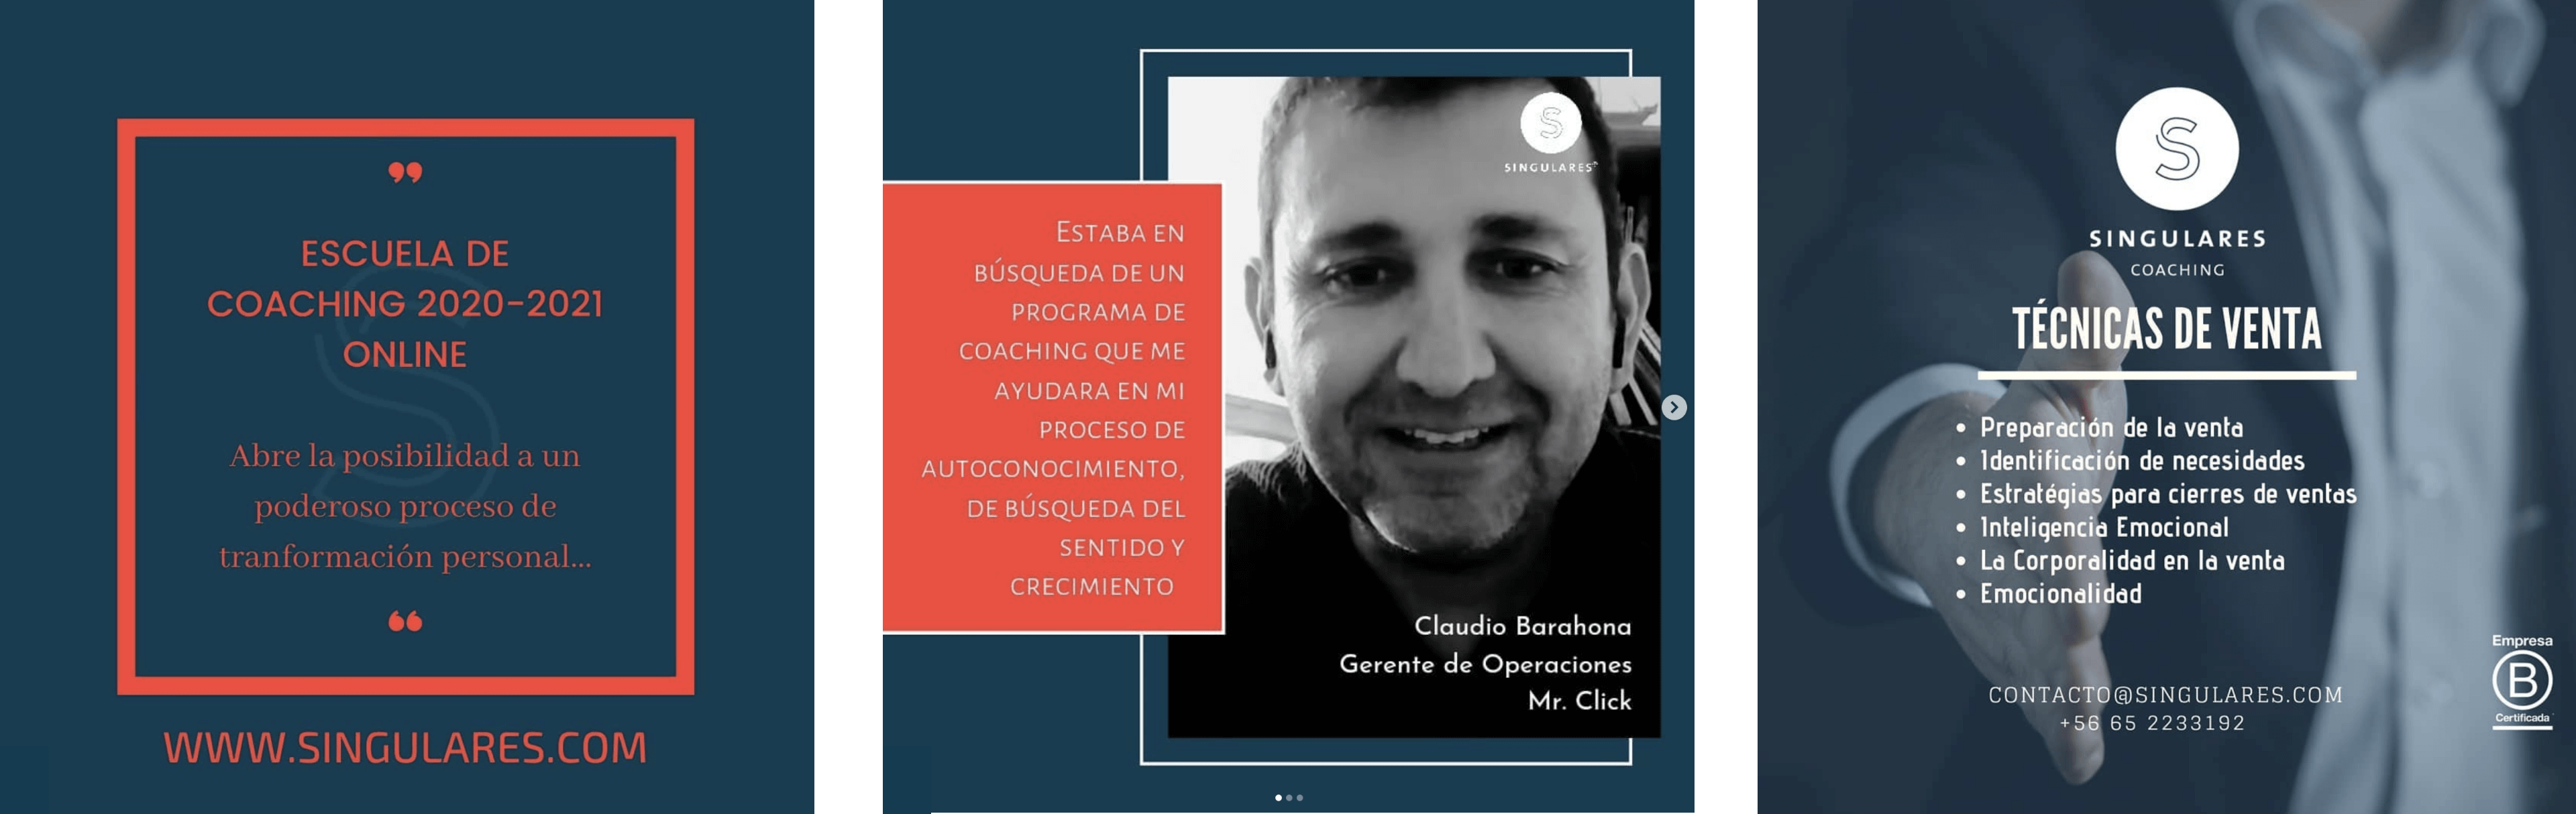 ”
ESCUELA DE
COACHING 2020-2021
ONLINE
Abre la posibilidad a un
poderoso proceso de
tranformación personal...
“
WWW.SINGULARES.COM
S
SINGULARES
ESTABA EN
BÚSQUEDA DE UN
PROGRAMA DE
COACHING QUE ME
AYUDARA EN MI
PROCESO DE
AUTOCONOCIMIENTO,
DE BÚSQUEDA DEL
SENTIDO Y
CRECIMIENTO
Claudio Barahona
Gerente de Operaciones
Mr. Click
S
SINGULARES
COACHING
TÉCNICAS DE VENTA
• Preparación de la venta
• Identificación de necesidades
• Estratégias para cierres de ventas
• Inteligencia Emocional
• La Corporalidad en la venta
• Emocionalidad
CONTACTO@SINGULARES.COM
+56 65 2233192
Empresa
B
Certificada